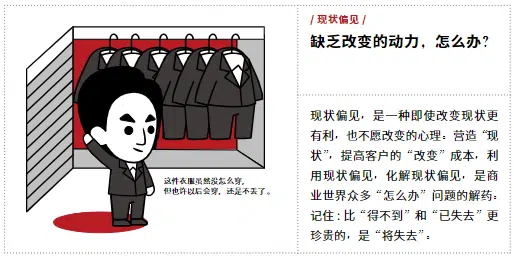 / 现状偏见 /
缺乏改变的动力，怎么办？
现状偏见，是一种即使改变现状更
有利，也不愿改变的心理：营造“现
状”，提高客户的“改变”成本，利
用现状偏见，化解现状偏见，是商
业世界众多“怎么办”问题的解药：
记住：比“得不到”和“已失去”更
珍贵的，是“将失去”：
这件衣服虽然没怎么穿，
但也许以后会穿，还是不丢了。